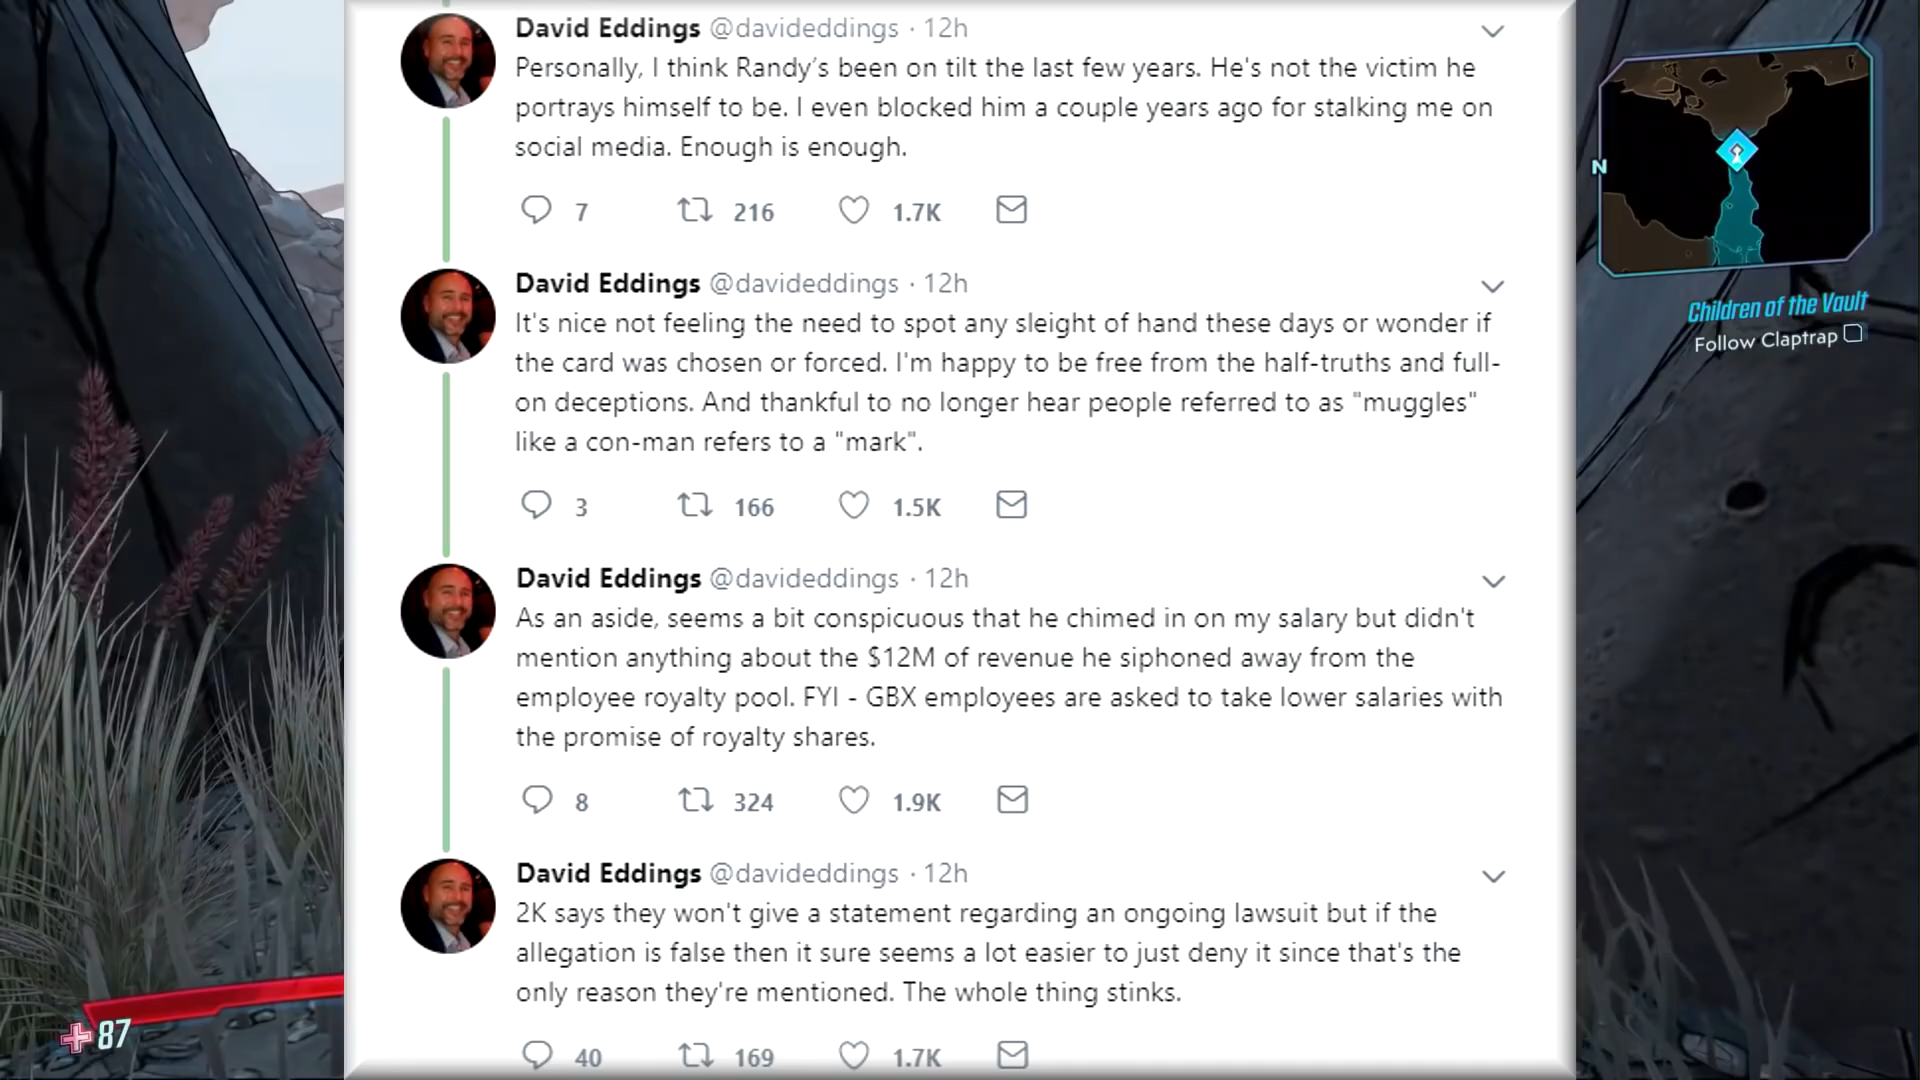 David Eddings @davideddings · 12h
Personally, I think Randy's been on tilt the last few years. He's not the victim he
portrays himself to be. I even blocked him a couple years ago for stalking me on
social media. Enough is enough.
7 216 1.7K
David Eddings @davideddings · 12h
It's nice not feeling the need to spot any sleight of hand these days or wonder if
the card was chosen or forced. I'm happy to be free from the half-truths and full-
on deceptions. And thankful to no longer hear people referred to as "muggles"
like a con-man refers to a "mark".
3 166 1.5K
David Eddings @davideddings · 12h
As an aside, seems a bit conspicuous that he chimed in on my salary but didn't
mention anything about the $12M of revenue he siphoned away from the
employee royalty pool. FYI - GBX employees are asked to take lower salaries with
the promise of royalty shares.
8 324 1.9K
David Eddings @davideddings · 12h
2K says they won't give a statement regarding an ongoing lawsuit but if the
allegation is false then it sure seems a lot easier to just deny it since that's the
only reason they're mentioned. The whole thing stinks.
40 169 1.7K
N
Children of the Vault
Follow Claptrap
87